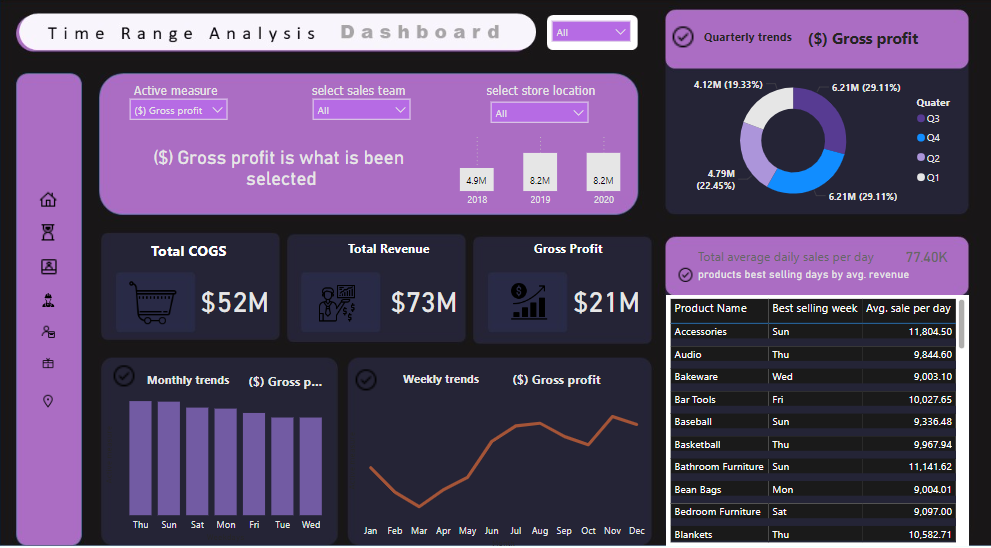 Time Range Analysis Dashboard
All
Active measure
($) Gross profit
select sales team
All
select store location
All
($) Gross profit is what is been
selected
4.9M
8.2M
8.2M
2018
2019
2020
Quarterly trends ($) Gross profit
4.12M (19.33%)
6.21M (29.11%)
4.79M
(22.45%)
6.21M (29.11%)
Quater
Q3
Q4
Q2
Q1
Total COGS
$52M
Total Revenue
$73M
Gross Profit
$21M
Total average daily sales per day 77.40K
products best selling days by avg. revenue
Product Name Best selling week Avg. sale per day
Accessories Sun 11,804.50
Audio Thu 9,844.60
Bakeware Wed 9,003.10
Bar Tools Fri 10,027.65
Baseball Sun 9,336.48
Basketball Thu 9,967.94
Bathroom Furniture Sun 11,141.62
Bean Bags Mon 9,004.01
Bedroom Furniture Sat 9,097.00
Blankets Thu 10,582.71
Monthly trends ($) Gross p...
Thu Sun Sat Mon Fri Tue Wed
Weekly trends ($) Gross profit
Jan Feb Mar Apr May Jun Jul Aug Sep Oct Nov Dec